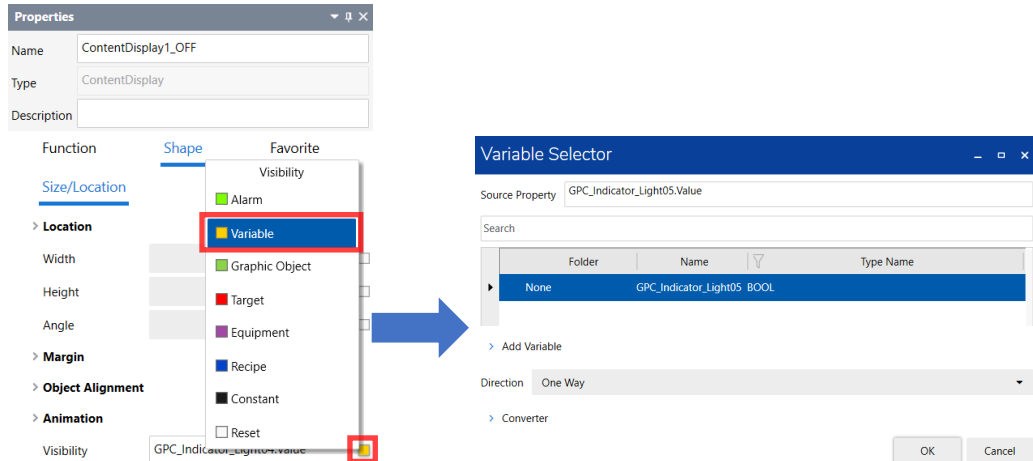 Properties
Name
ContentDisplay1_OFF
Type
ContentDisplay
Description
Function
Shape
Favorite
Size/Location
Location
Width
Height
Angle
Margin
Object Alignment
Animation
Visibility
GPC_Indicator_Light04.Value
Visibility
Alarm
Variable
Graphic Object
Target
Equipment
Recipe
Constant
Reset
Variable Selector
Source Property
GPC_Indicator_Light05.Value
Search
Folder Name Type Name
None GPC_Indicator_Light05 BOOL
Add Variable
Direction One Way
Converter
OK Cancel